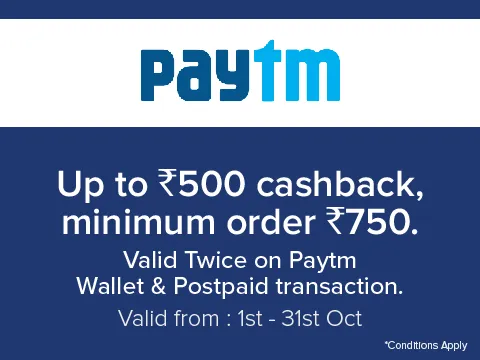 paytm
Up to ₹500 cashback,
minimum order ₹750.
Valid Twice on Paytm
Wallet & Postpaid transaction.
Valid from : 1st - 31st Oct
*Conditions Apply